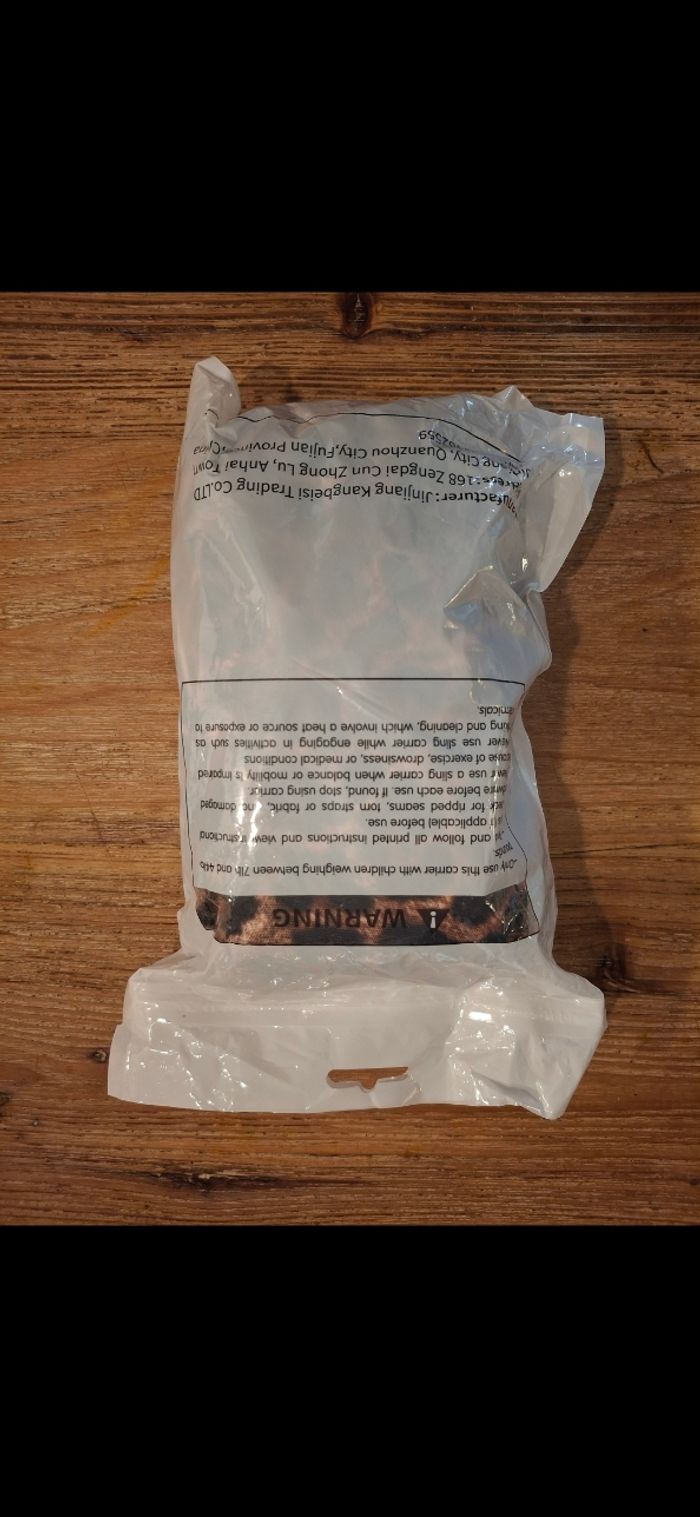 WARNING
-Only use this carrier with children weighing between 7lb and 44lb
and follow all printed instructions and view instructional
applicable) before use.
for ripped seams, torn straps or fabric, and damaged
before each use. If found, stop using carrier.
use a sling carrier when balance or mobility is impared
of exercise, drowsiness, or medical conditions
Never use sling carrier while engaging in activities such as
and cleaning, which involve a heat source or exposure to
Manufacturer: Jinjiang Kangbeisi Trading Co.LTD
168 Zengdai Cun Zhong Lu, Anhai Town
City, Quanzhou City,Fujian Province,China